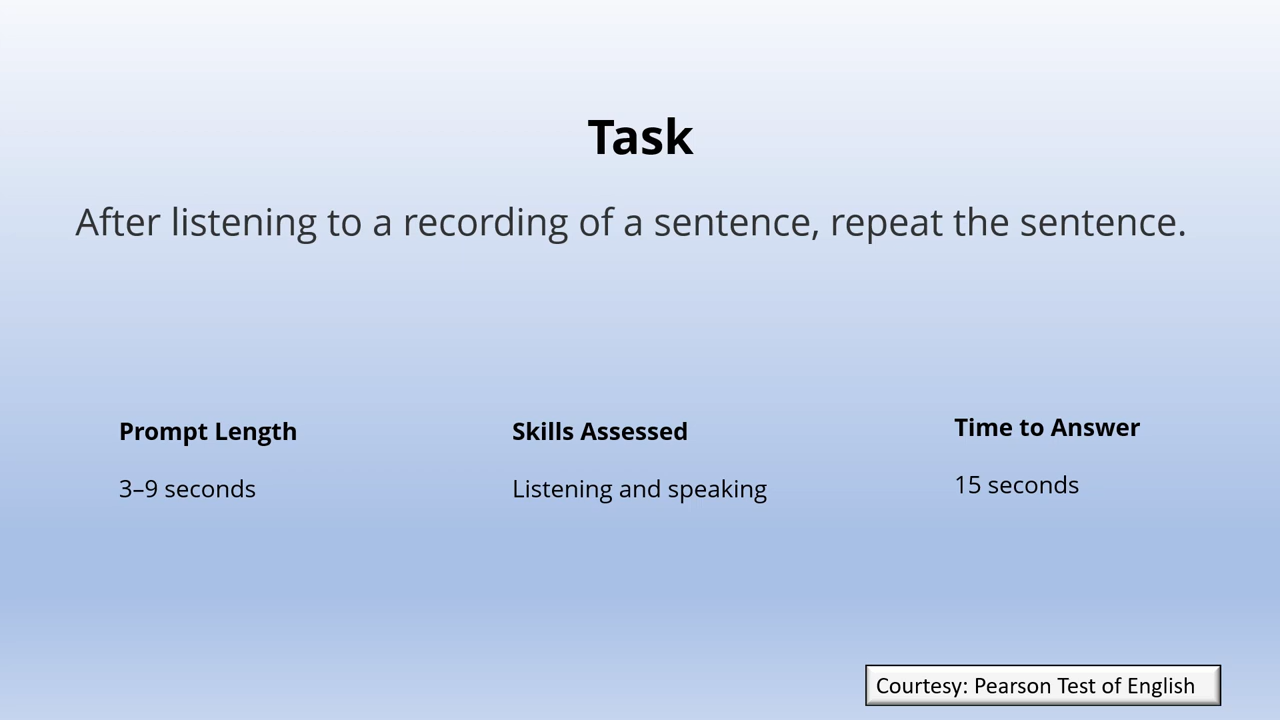 Task
After listening to a recording of a sentence, repeat the sentence.
Prompt Length
3–9 seconds
Skills Assessed
Listening and speaking
Time to Answer
15 seconds
Courtesy: Pearson Test of English